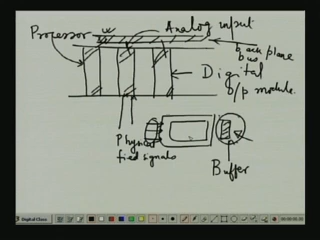 Processor
Analog input
back plane
bus
Digital
o/p module.
Physical
field signals
Buffer
Digital Class